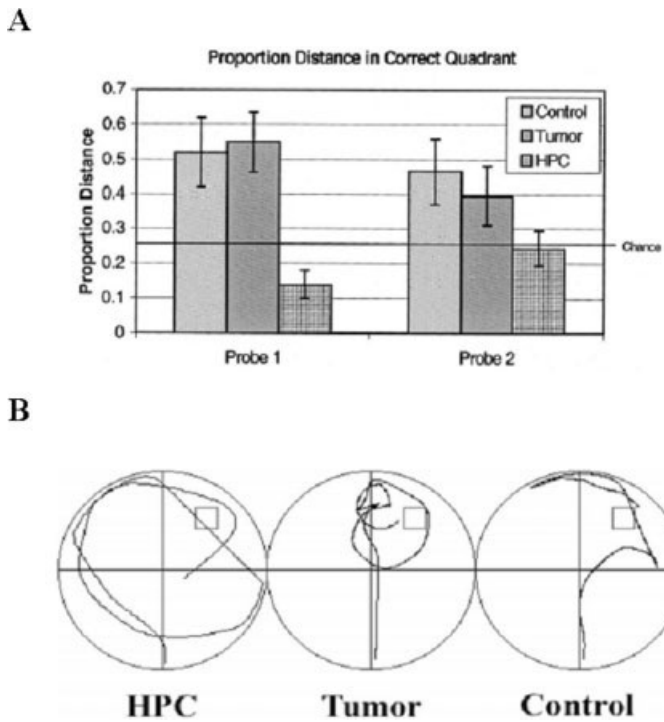 A
Proportion Distance in Correct Quadrant
Proportion Distance
0.7
0.6
0.5
0.4
0.3
0.2
0.1
0
Control
Tumor
HPC
Chance
Probe 1 Probe 2
B
HPC Tumor Control